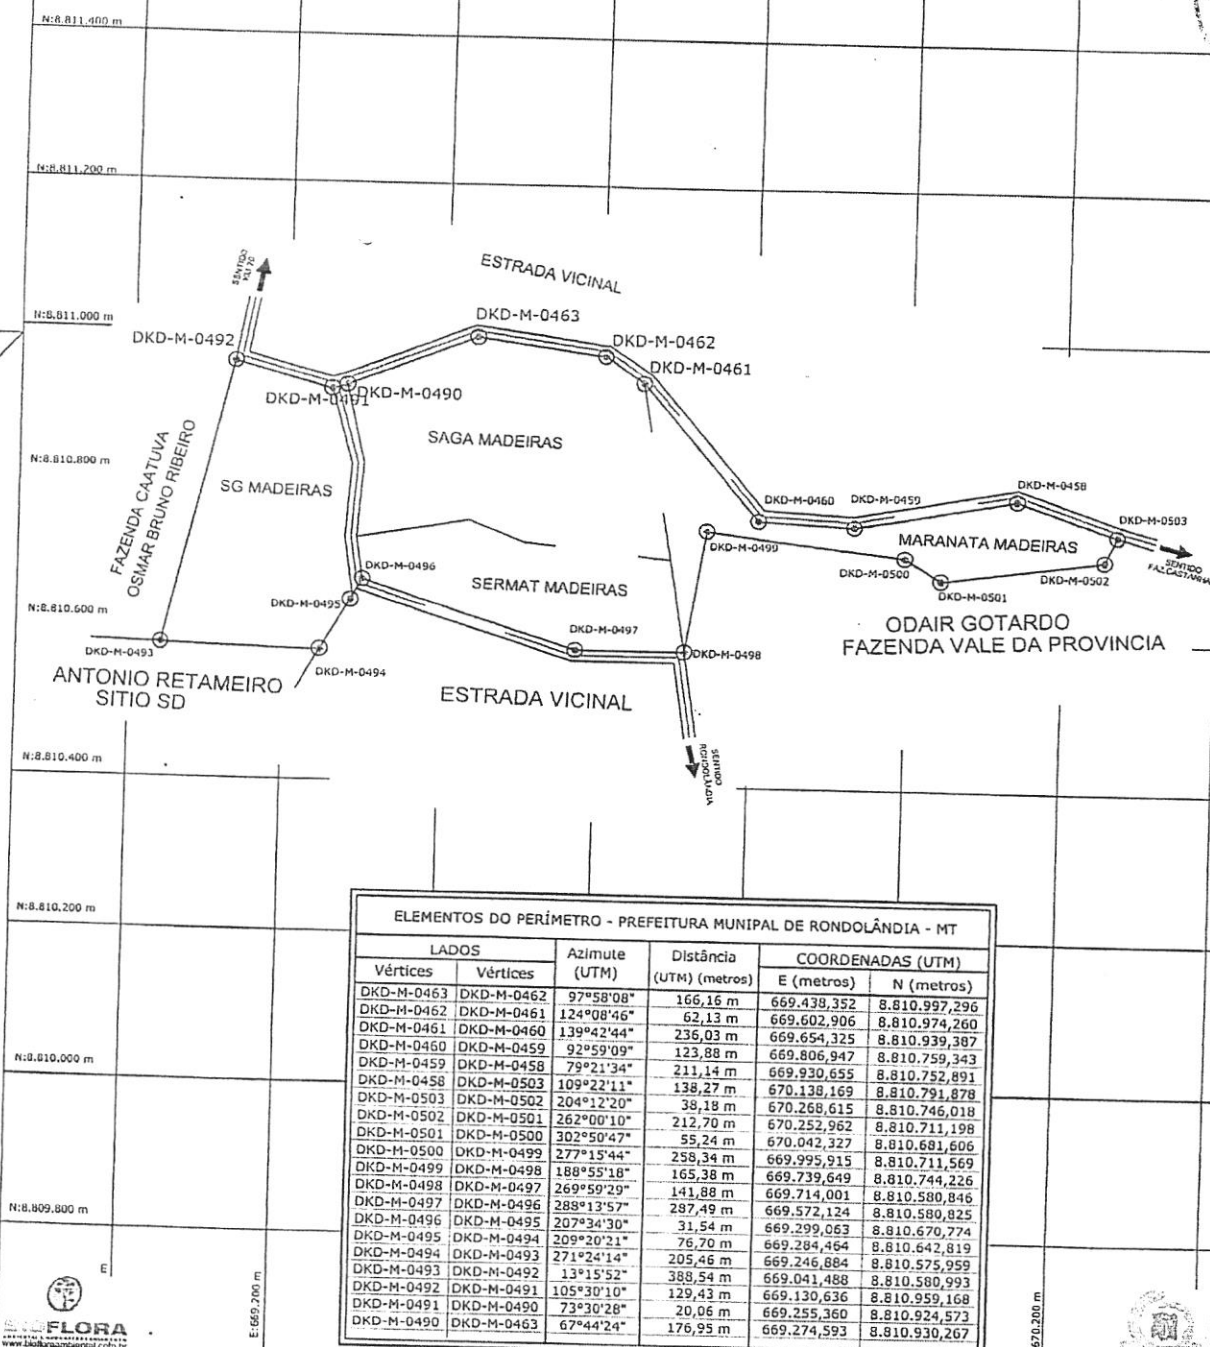 N:8.811.400 m
N:8.811.200 m
ESTRADA VICINAL
SENTIDO
N:8.811.000 m
DKD-M-0463
DKD-M-0492
DKD-M-0462
DKD-M-0461
DKD-M-0491
DKD-M-0490
SAGA MADEIRAS
N:8.810.800 m
FAZENDA CAATUVA
OSMAR BRUNO RIBEIRO
SG MADEIRAS
DKD-M-0458
DKD-M-0460
DKD-M-0459
DKD-M-0503
MARANATA MADEIRAS
DKD-M-0499
SENTIDO
DKD-M-0496
DKD-M-0500
DKD-M-0502
SERMAT MADEIRAS
DKD-M-0501
N:8.810.600 m
DKD-M-0495
ODAIR GOTARDO
FAZENDA VALE DA PROVINCIA
DKD-M-0497
DKD-M-0493
DKD-M-0498
DKD-M-0494
ANTONIO RETAMEIRO
SITIO SD
ESTRADA VICINAL
N:8.810.400 m
SENTIDO
RONDOLÂNDIA
N:8.810.200 m
ELEMENTOS DO PERÍMETRO - PREFEITURA MUNIPAL DE RONDOLÂNDIA - MT
LADOS Azimute (UTM) Distância (UTM) (metros) COORDENADAS (UTM)
Vértices Vértices E (metros) N (metros)
DKD-M-0463 DKD-M-0462 97°58'08" 166,16 m 669.438,352 8.810.997,296
DKD-M-0462 DKD-M-0461 124°08'46" 62,13 m 669.602,906 8.810.974,260
DKD-M-0461 DKD-M-0460 139°42'44" 236,03 m 669.654,325 8.810.939,387
DKD-M-0460 DKD-M-0459 92°59'09" 123,88 m 669.806,947 8.810.759,343
DKD-M-0459 DKD-M-0458 79°21'34" 211,14 m 669.930,655 8.810.752,891
DKD-M-0458 DKD-M-0503 109°22'11" 138,27 m 670.138,169 8.810.791,878
DKD-M-0503 DKD-M-0502 204°12'20" 38,18 m 670.268,615 8.810.746,018
DKD-M-0502 DKD-M-0501 262°00'10" 212,70 m 670.252,962 8.810.711,198
DKD-M-0501 DKD-M-0500 302°50'47" 55,24 m 670.042,327 8.810.681,606
DKD-M-0500 DKD-M-0499 277°15'44" 258,34 m 669.995,915 8.810.711,569
DKD-M-0499 DKD-M-0498 188°55'18" 165,38 m 669.739,649 8.810.744,226
DKD-M-0498 DKD-M-0497 269°59'29" 141,88 m 669.714,001 8.810.580,846
DKD-M-0497 DKD-M-0496 288°13'57" 287,49 m 669.572,124 8.810.580,825
DKD-M-0496 DKD-M-0495 207°34'30" 31,54 m 669.299,063 8.810.670,774
DKD-M-0495 DKD-M-0494 209°20'21" 76,70 m 669.284,464 8.810.642,819
DKD-M-0494 DKD-M-0493 271°24'14" 205,46 m 669.246,884 8.810.575,959
DKD-M-0493 DKD-M-0492 13°15'52" 388,54 m 669.041,488 8.810.580,993
DKD-M-0492 DKD-M-0491 105°30'10" 129,43 m 669.130,636 8.810.959,168
DKD-M-0491 DKD-M-0490 73°30'28" 20,06 m 669.255,360 8.810.924,573
DKD-M-0490 DKD-M-0463 67°44'24" 176,95 m 669.274,593 8.810.930,267
N:8.810.000 m
N:8.809.800 m
E
E:669.200 m
670.200 m
BIOFLORA
www.biofloraambiental.com.br